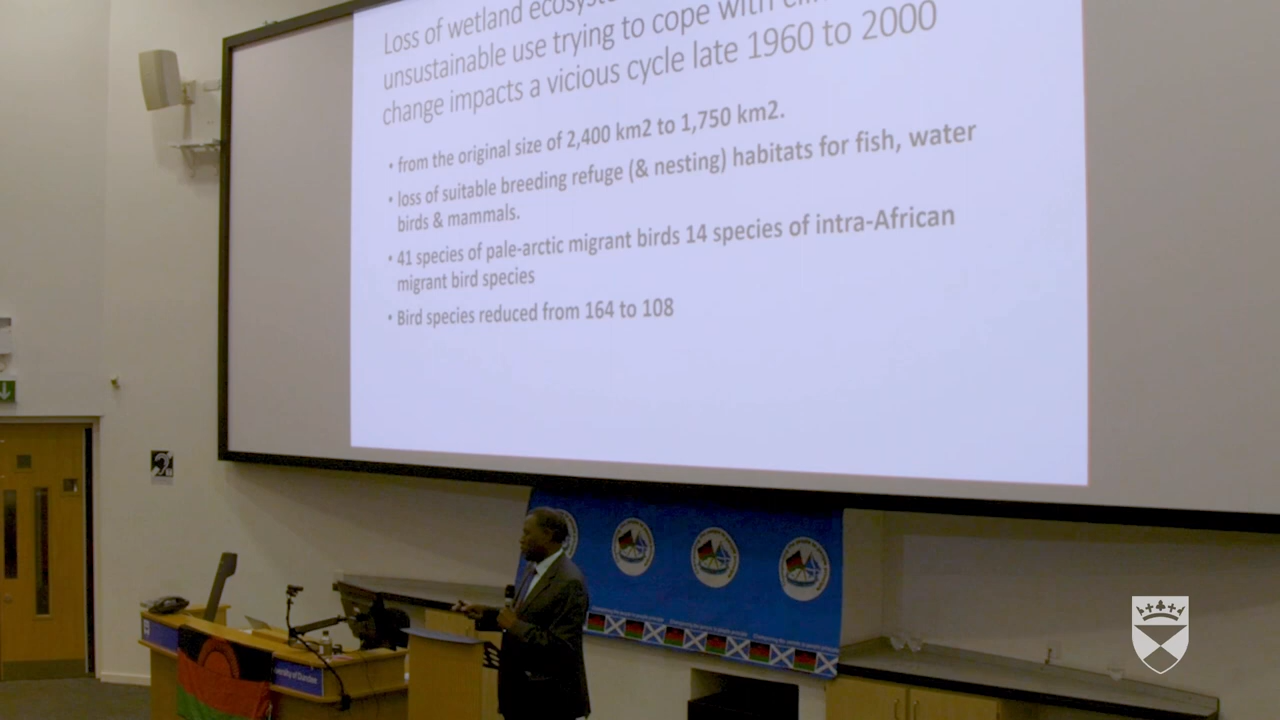 Loss of wetland
unsustainable use trying to cope with
change impacts a vicious cycle late 1960 to 2000
• from the original size of 2,400 km2 to 1,750 km2.
• loss of suitable breeding refuge (& nesting) habitats for fish, water
birds & mammals.
• 41 species of pale-arctic migrant birds 14 species of intra-African
migrant bird species
• Bird species reduced from 164 to 108
University of Dundee